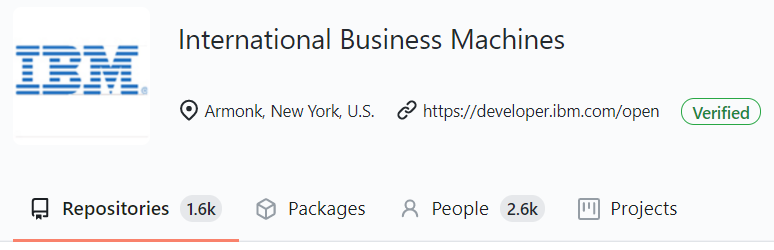 IBM®
International Business Machines
Armonk, New York, U.S. https://developer.ibm.com/open Verified
Repositories 1.6k Packages People 2.6k Projects